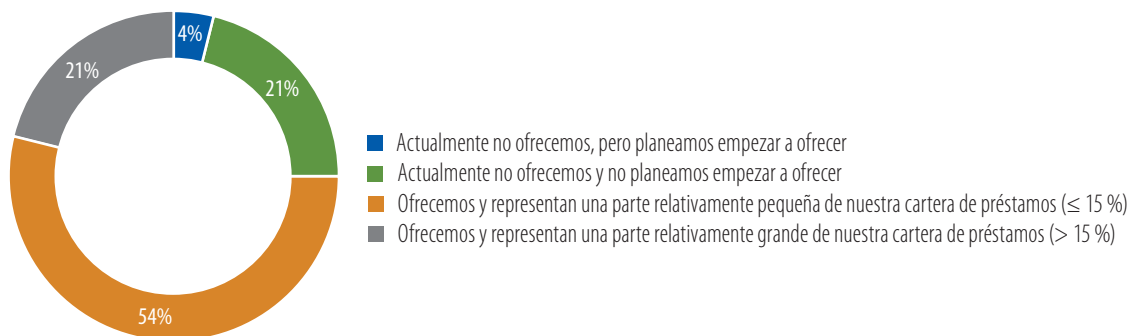 4%
21%
21%
Actualmente no ofrecemos, pero planeamos empezar a ofrecer
Actualmente no ofrecemos y no planeamos empezar a ofrecer
Ofrecemos y representan una parte relativamente pequeña de nuestra cartera de préstamos (≤ 15 %)
Ofrecemos y representan una parte relativamente grande de nuestra cartera de préstamos (> 15 %)
54%